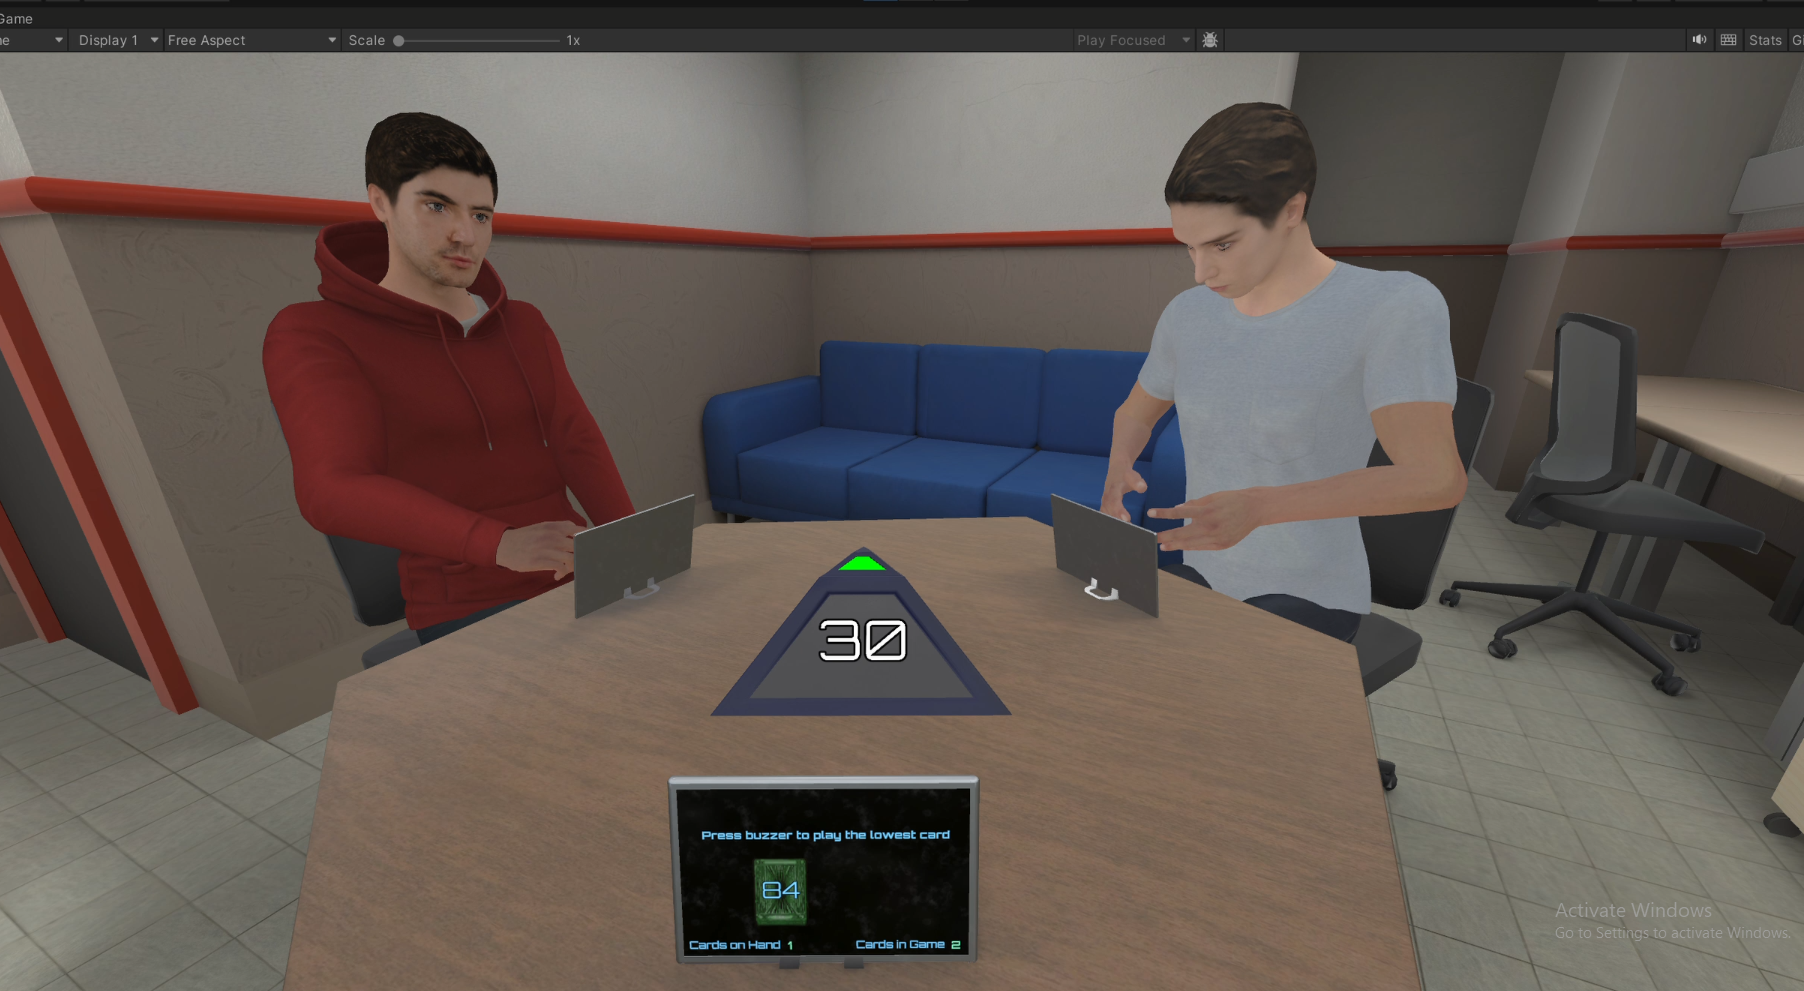 Game
Display 1
Free Aspect
Scale
1x
Play Focused
Stats
30
Press buzzer to play the lowest card
84
Cards on Hand 1
Cards in Game 2
Activate Windows
Go to Settings to activate Windows.